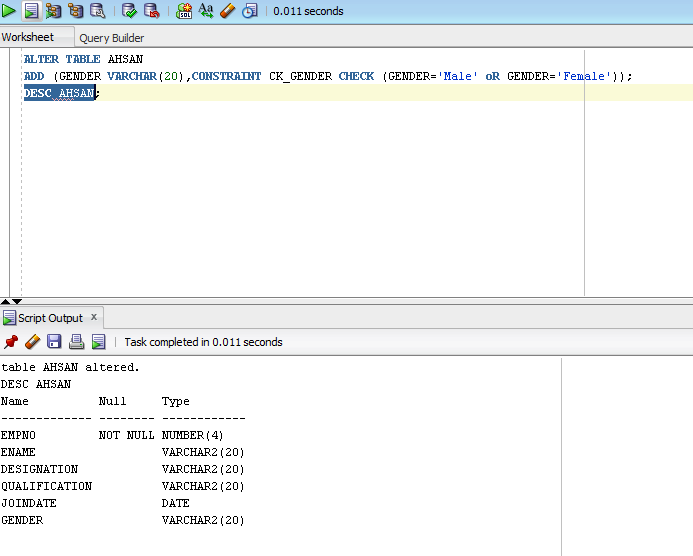 SQL Aa 0.011 seconds
Worksheet Query Builder
ALTER TABLE AHSAN
ADD (GENDER VARCHAR(20),CONSTRAINT CK_GENDER CHECK (GENDER='Male' oR GENDER='Female'));
DESC AHSAN;
Script Output x
Task completed in 0.011 seconds
table AHSAN altered.
DESC AHSAN
Name Null Type
------------- -------- ------------
EMPNO NOT NULL NUMBER(4)
ENAME VARCHAR2(20)
DESIGNATION VARCHAR2(20)
QUALIFICATION VARCHAR2(20)
JOINDATE DATE
GENDER VARCHAR2(20)